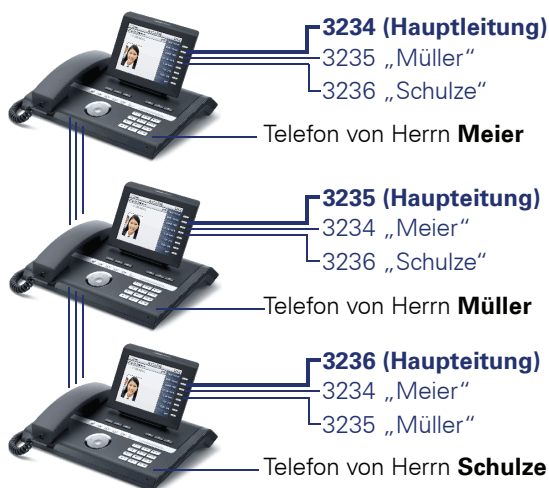 3234 (Hauptleitung)
3235 „Müller“
3236 „Schulze“
Telefon von Herrn Meier
3235 (Haupteitung)
3234 „Meier“
3236 „Schulze“
Telefon von Herrn Müller
3236 (Haupteitung)
3234 „Meier“
3235 „Müller“
Telefon von Herrn Schulze